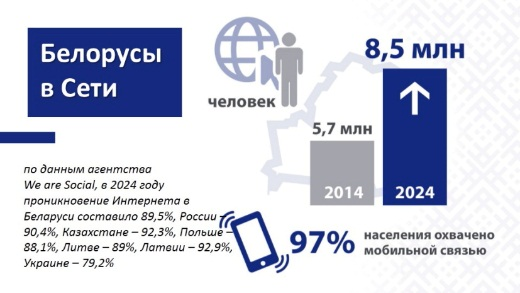 Белорусы
в Сети
человек
8,5 млн
5,7 млн
2014
2024
по данным агентства
We are Social, в 2024 году
проникновение Интернета в
Беларуси составило 89,5%, России –
90,4%, Казахстане – 92,3%, Польше –
88,1%, Литве – 89%, Латвии – 92,9%,
Украине – 79,2%
97%
населения охвачено
мобильной связью